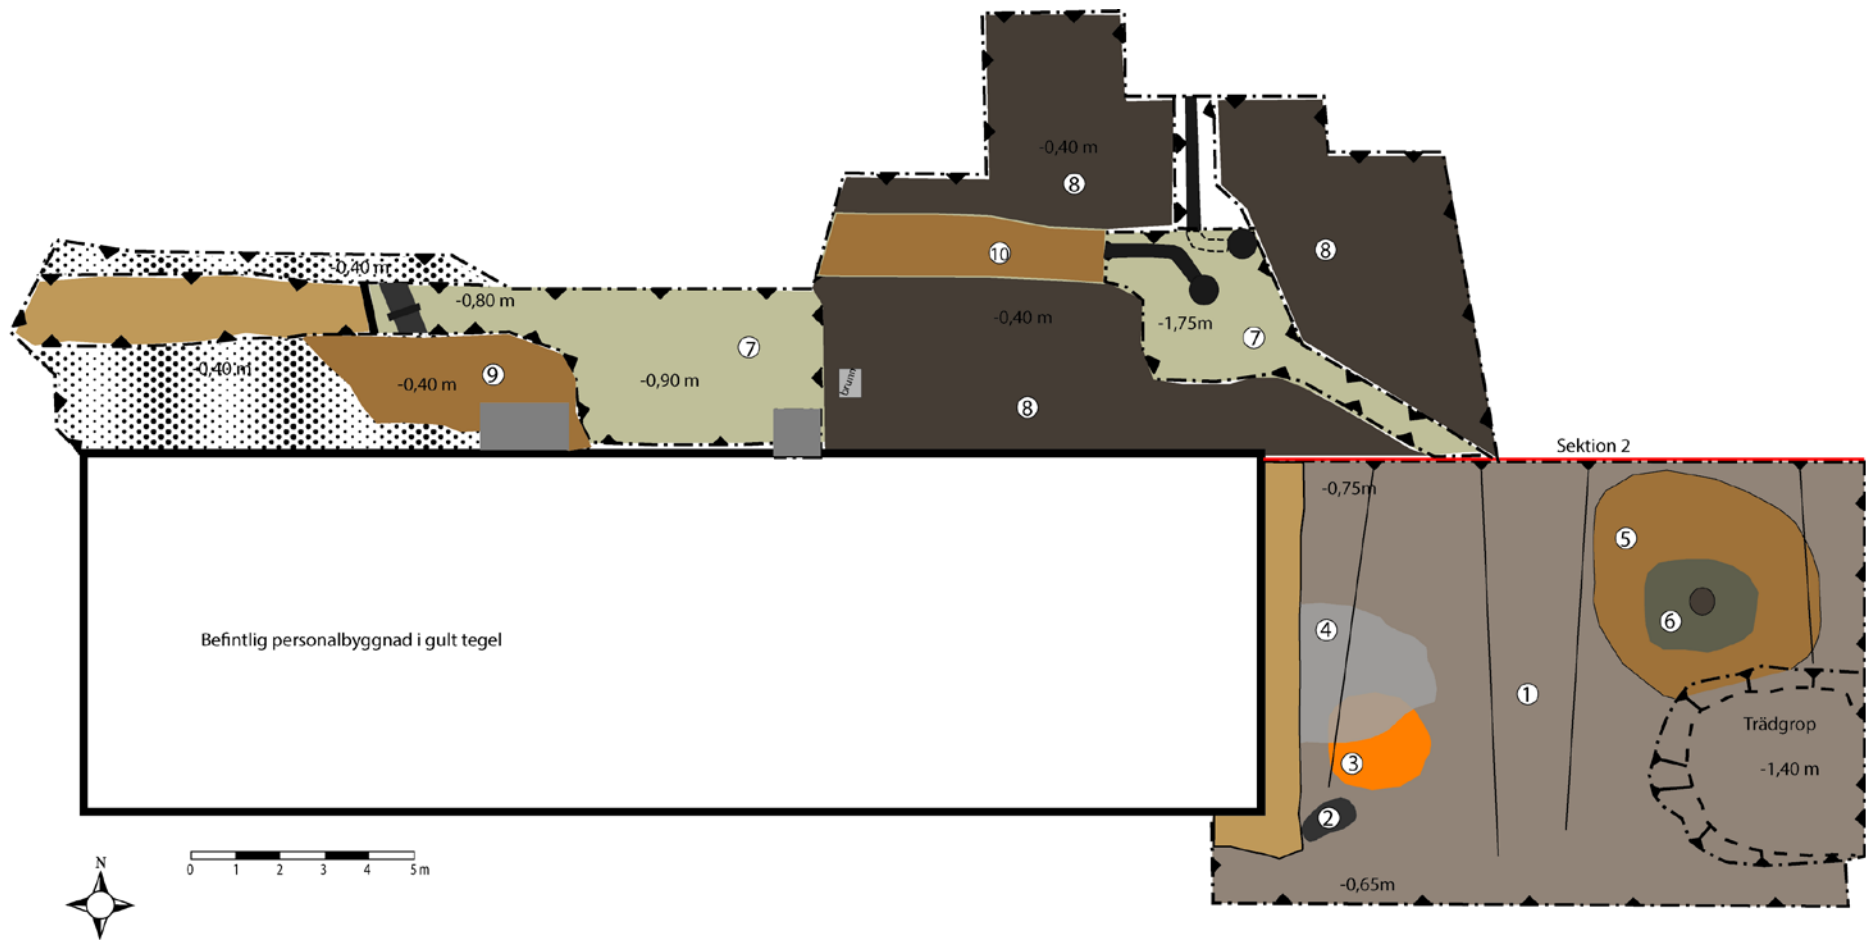 -0,40 m
8
8
10
-0,40 m
-0,80 m
-0,40 m
-1,75m
7
7
-0,40 m
-0,40 m
9
-0,90 m
brunn
8
Sektion 2
-0,75m
5
6
4
Befintlig personalbyggnad i gult tegel
1
Trädgrop
3
-1,40 m
2
N
0 1 2 3 4 5 m
-0,65m